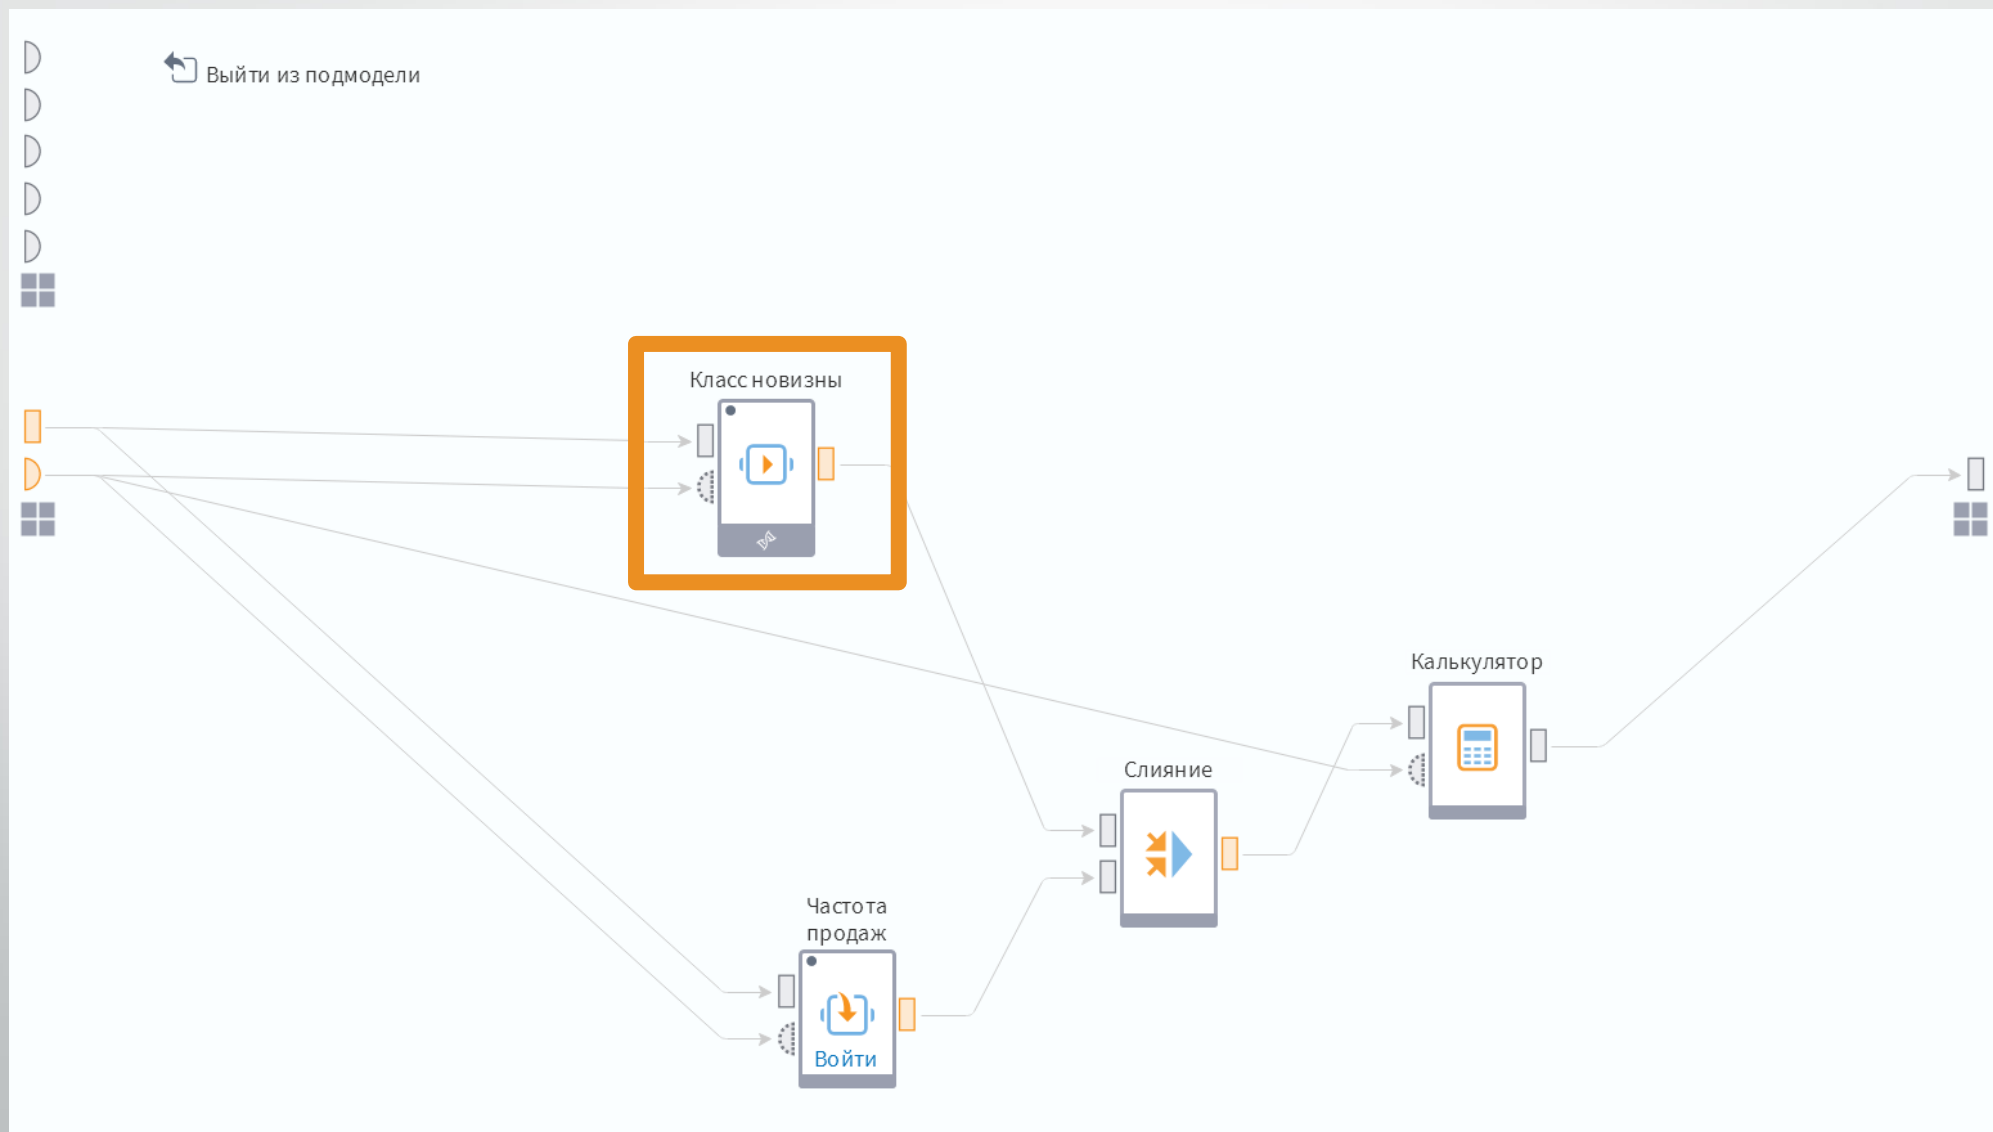 Выйти из подмодели
Класс новизны
Калькулятор
Слияние
Частота
продаж
Войти